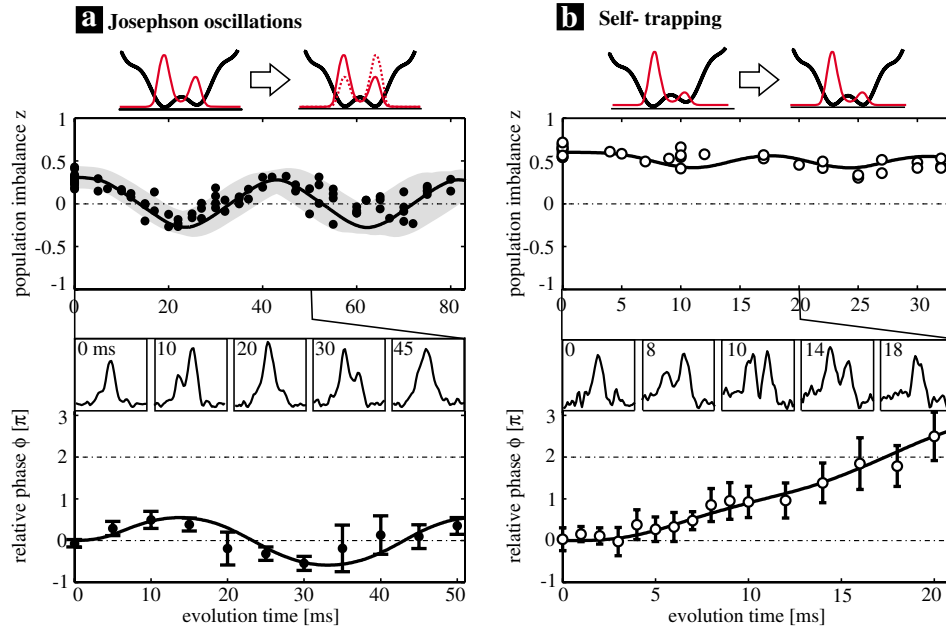 a Josephson oscillations
b Self- trapping
population imbalance z
1
0.5
0
-0.5
-1
0 20 40 60 80
population imbalance z
1
0.5
0
-0.5
-1
0 5 10 15 20 25 30
0 ms 10 20 30 45
0 8 10 14 18
relative phase ϕ [π]
3
2
1
0
-1
0 10 20 30 40 50
evolution time [ms]
relative phase ϕ [π]
3
2
1
0
-1
0 5 10 15 20
evolution time [ms]